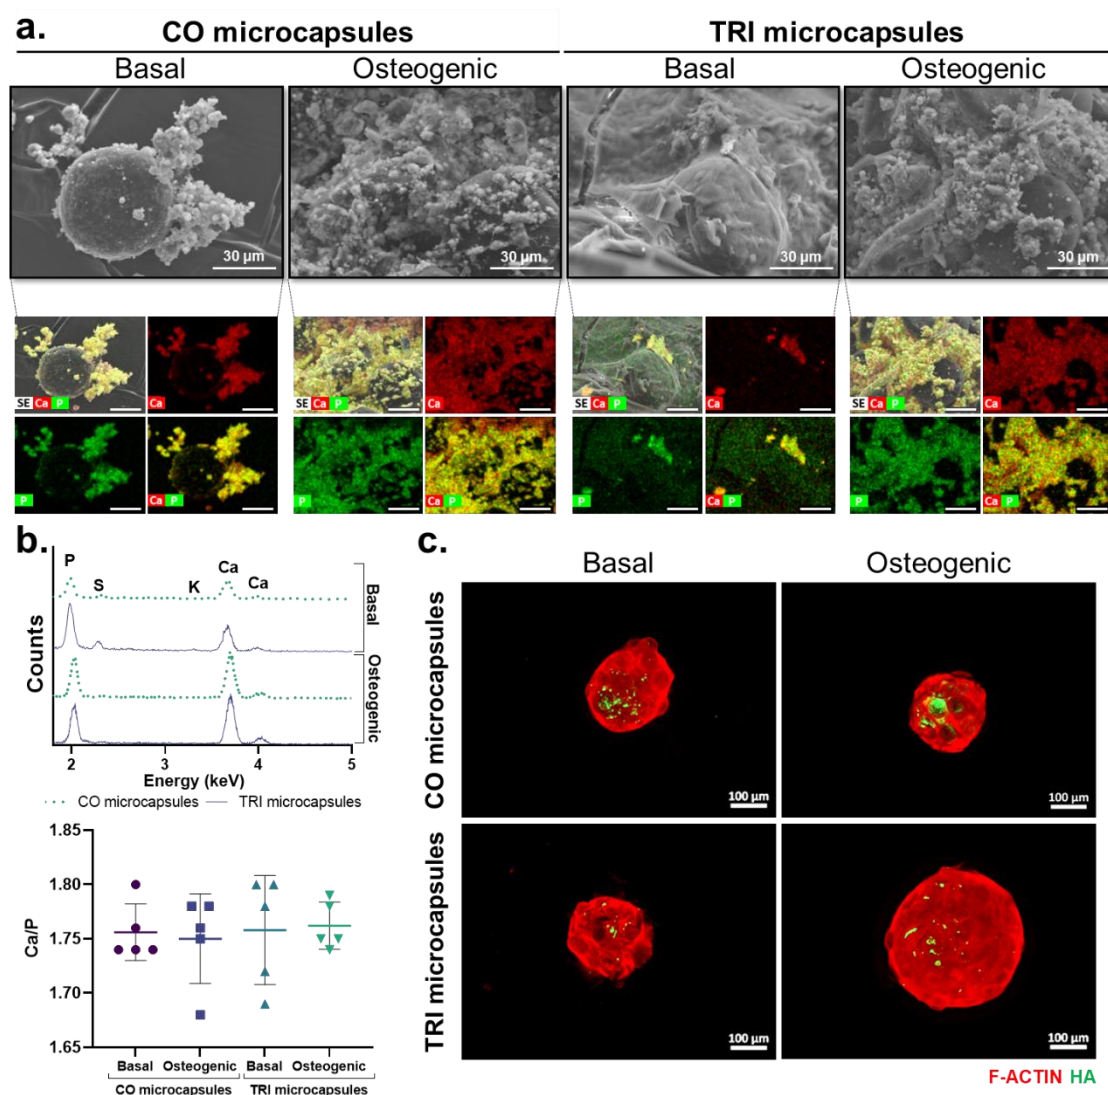 a.
CO microcapsules TRI microcapsules
Basal Osteogenic Basal Osteogenic
30 µm 30 µm 30 µm 30 µm
SE Ca P Ca SE Ca P Ca SE Ca P Ca SE Ca P Ca
P Ca P P Ca P P Ca P P Ca P
b.
P S K Ca Ca
Counts
Basal
Osteogenic
2 3 4 5
Energy (keV)
CO microcapsules TRI microcapsules
1.85
1.80
1.75
1.70
1.65
Ca/P
Basal Osteogenic Basal Osteogenic
CO microcapsules TRI microcapsules
c.
Basal Osteogenic
CO microcapsules
100 µm 100 µm
TRI microcapsules
100 µm 100 µm
F-ACTIN HA